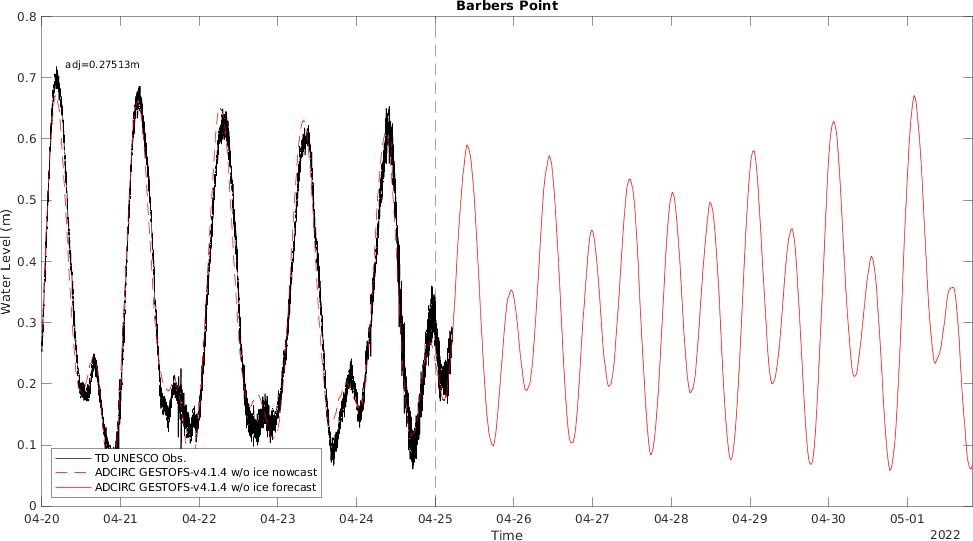 Barbers Point
0.8
0.7
0.6
0.5
0.4
0.3
0.2
0.1
0
Water Level (m)
adj=0.27513m
TD UNESCO Obs.
ADCIRC GESTOFS-v4.1.4 w/o ice nowcast
ADCIRC GESTOFS-v4.1.4 w/o ice forecast
04-20 04-21 04-22 04-23 04-24 04-25 04-26 04-27 04-28 04-29 04-30 05-01
Time
2022